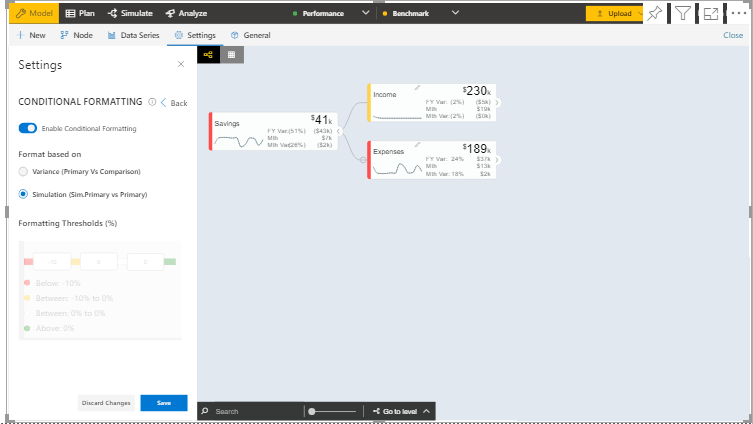 Model Plan Simulate Analyze Performance Benchmark Upload
New Node Data Series Settings General Close
Settings
CONDITIONAL FORMATTING Back
Enable Conditional Formatting
Format based on
Variance (Primary Vs Comparison)
Simulation (Sim.Primary vs Primary)
Formatting Thresholds (%)
-10 0 0
Below: -10%
Between: -10% to 0%
Between: 0% to 0%
Above: 0%
Discard Changes Save
Savings $41k
FY Var:(51%) ($43k)
Mth $7k
Mth Var:(26%) ($2k)
Income $230k
FY Var: (2%) ($5k)
Mth $19k
Mth Var:(2%) ($0k)
Expenses $189k
FY Var: 24% $37k
Mth $13k
Mth Var: 18% $2k
Search Go to level